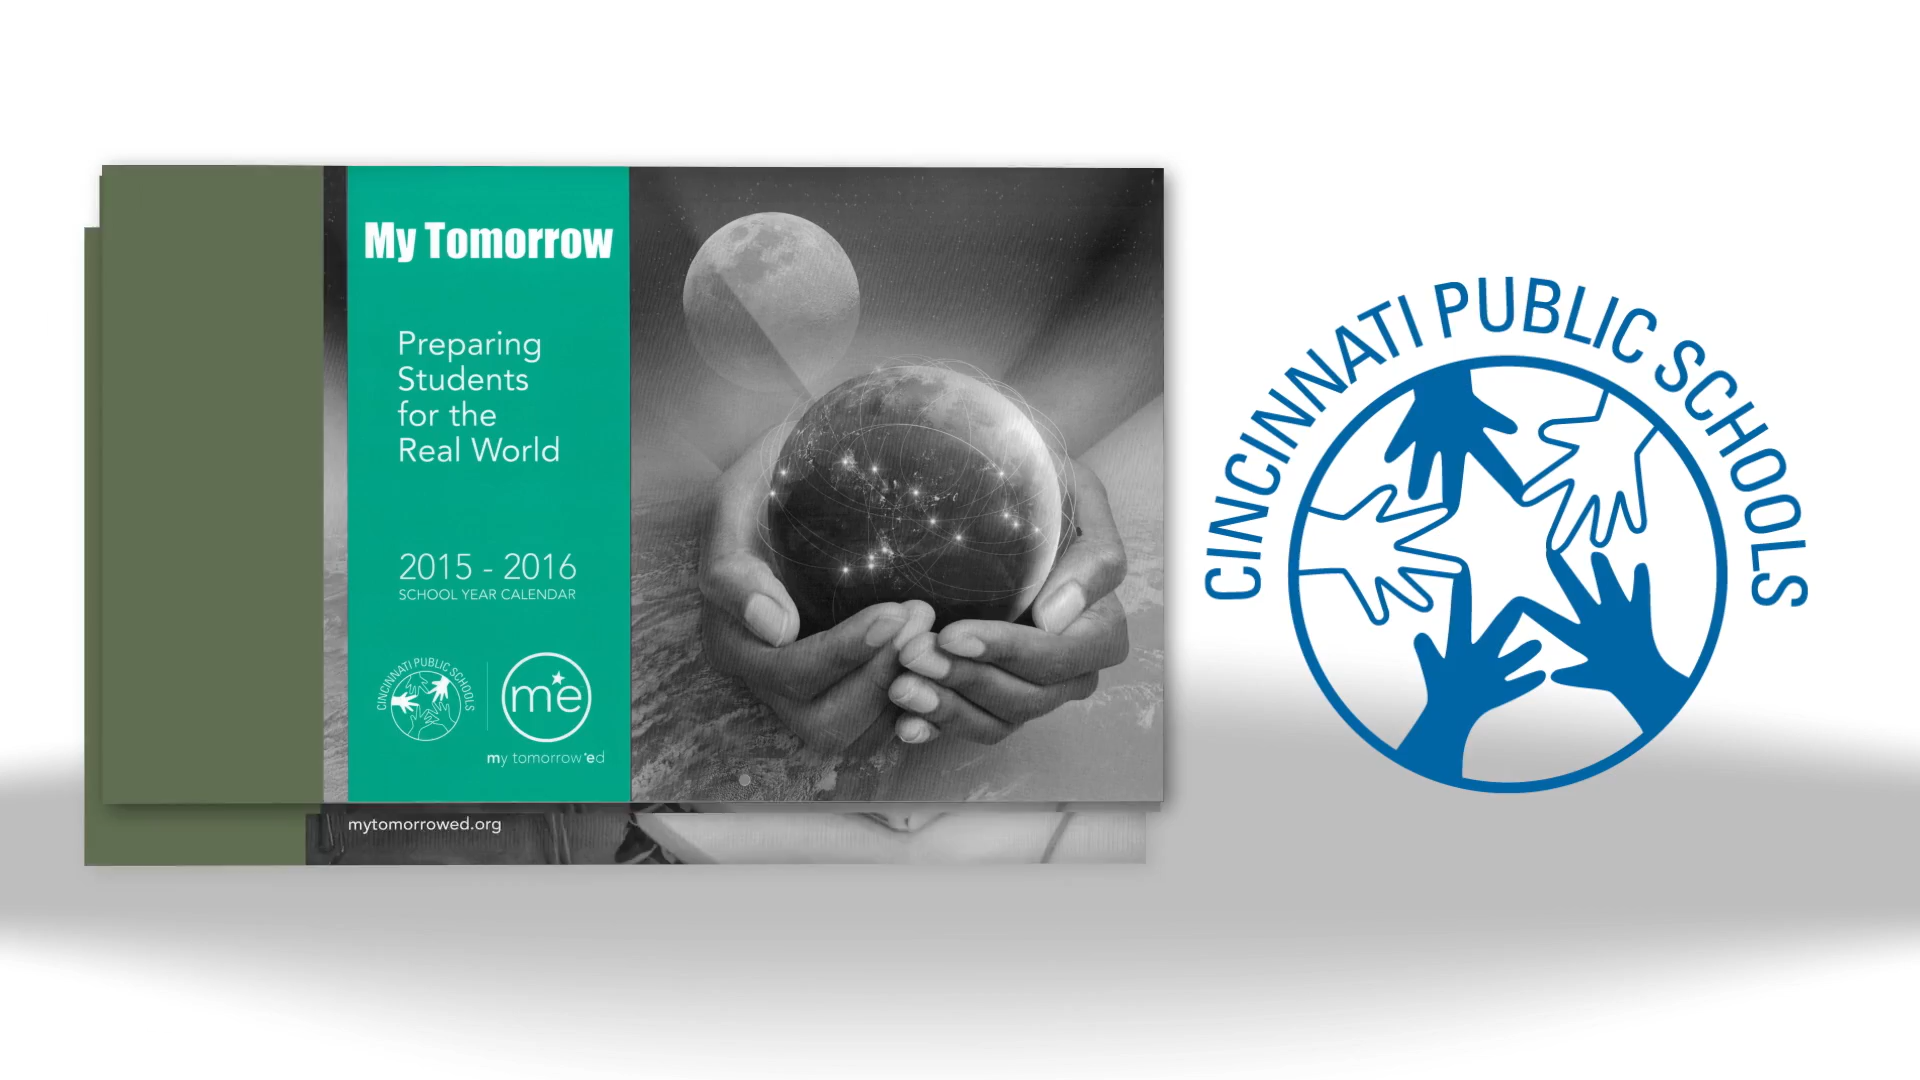 My Tomorrow
Preparing
Students
for the
Real World
2015 - 2016
SCHOOL YEAR CALENDAR
CINCINNATI PUBLIC SCHOOLS
me
my tomorrow*ed
mytomorrowed.org
CINCINNATI PUBLIC SCHOOLS